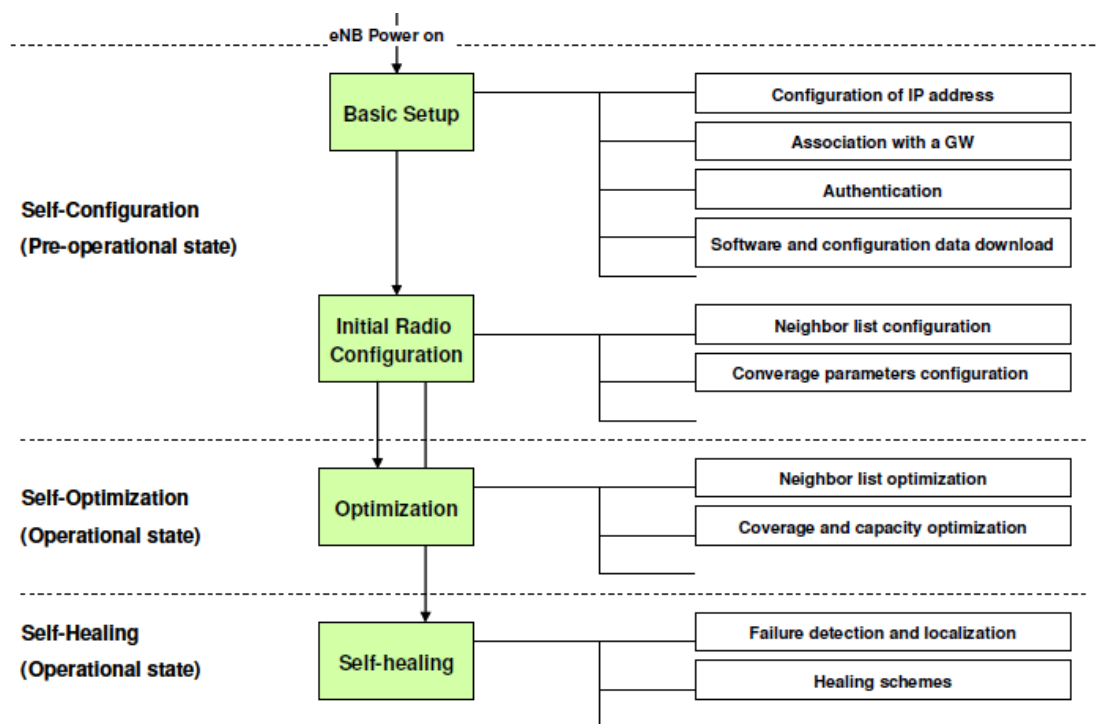 eNB Power on
Basic Setup
Configuration of IP address
Association with a GW
Authentication
Software and configuration data download
Self-Configuration
(Pre-operational state)
Initial Radio
Configuration
Neighbor list configuration
Converage parameters configuration
Self-Optimization
(Operational state)
Optimization
Neighbor list optimization
Coverage and capacity optimization
Self-Healing
(Operational state)
Self-healing
Failure detection and localization
Healing schemes